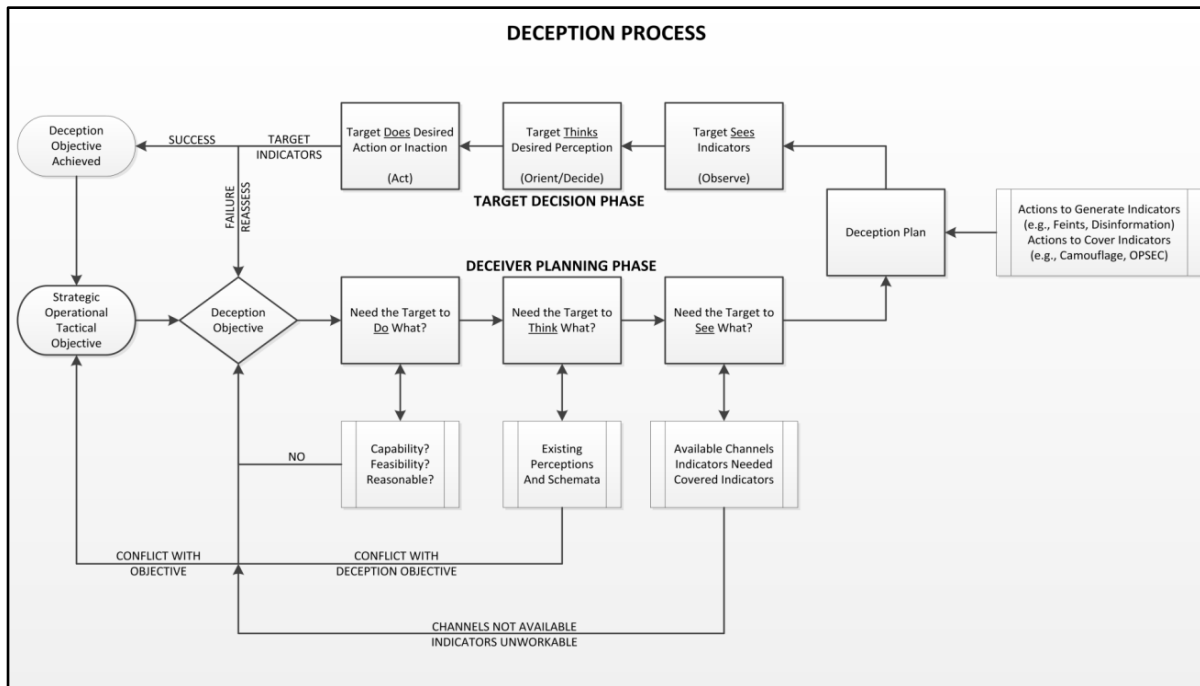 DECEPTION PROCESS
Deception
Objective
Achieved
SUCCESS
TARGET
INDICATORS
FAILURE
REASSESS
Target Does Desired
Action or Inaction
(Act)
Target Thinks
Desired Perception
(Orient/Decide)
Target Sees
Indicators
(Observe)
TARGET DECISION PHASE
Deception Plan
Actions to Generate Indicators
(e.g., Feints, Disinformation)
Actions to Cover Indicators
(e.g., Camouflage, OPSEC)
DECEIVER PLANNING PHASE
Strategic
Operational
Tactical
Objective
Deception
Objective
Need the Target to
Do What?
Need the Target to
Think What?
Need the Target to
See What?
NO
Capability?
Feasibility?
Reasonable?
Existing
Perceptions
And Schemata
Available Channels
Indicators Needed
Covered Indicators
CONFLICT WITH
OBJECTIVE
CONFLICT WITH
DECEPTION OBJECTIVE
CHANNELS NOT AVAILABLE
INDICATORS UNWORKABLE